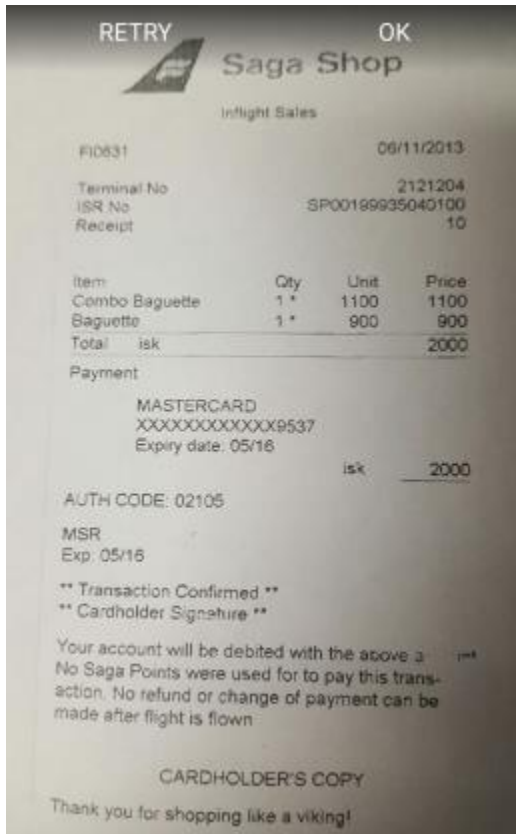 RETRY OK
Saga Shop
Inflight Sales
FI0631 06/11/2013
Terminal No 2121204
ISR No SP00199935040100
Receipt 10
Item Qty Unit Price
Combo Baguette 1 * 1100 1100
Baguette 1 * 900 900
Total isk 2000
Payment
MASTERCARD
XXXXXXXXXXXX9537
Expiry date: 05/16
isk 2000
AUTH CODE: 02105
MSR
Exp: 05/16
** Transaction Confirmed **
** Cardholder Signature **
Your account will be debited with the above
No Saga Points were used for to pay this trans-
action. No refund or change of payment can be
made after flight is flown
CARDHOLDER'S COPY
Thank you for shopping like a viking!